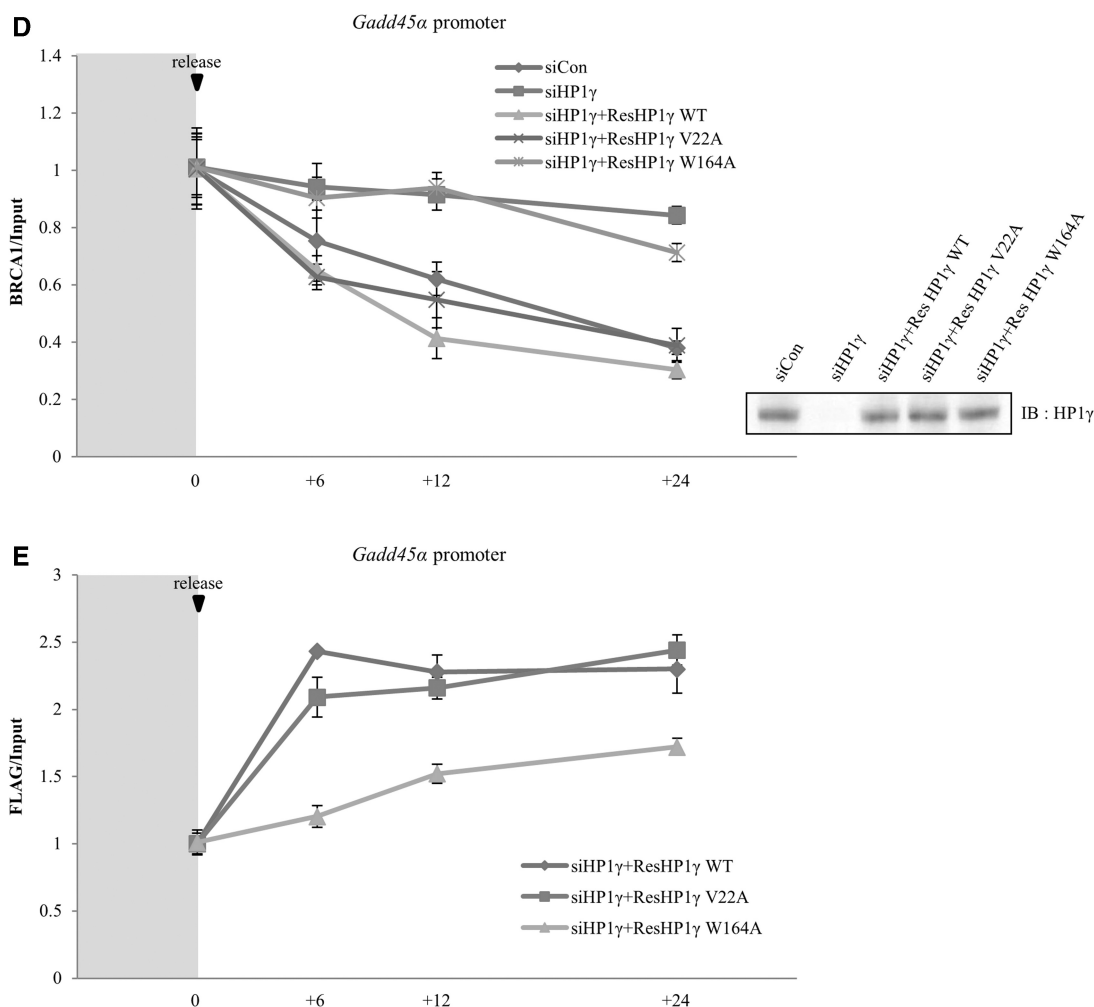 D
Gadd45α promoter
1.4
1.2
1
0.8
0.6
0.4
0.2
0
BRCA1/Input
release
siCon
siHP1γ
siHP1γ+ResHP1γ WT
siHP1γ+ResHP1γ V22A
siHP1γ+ResHP1γ W164A
0 +6 +12 +24
siCon
siHP1γ
siHP1γ+Res HP1γ WT
siHP1γ+Res HP1γ V22A
siHP1γ+Res HP1γ W164A
IB : HP1γ
E
Gadd45α promoter
3
2.5
2
1.5
1
0.5
0
FLAG/Input
release
siHP1γ+ResHP1γ WT
siHP1γ+ResHP1γ V22A
siHP1γ+ResHP1γ W164A
0 +6 +12 +24